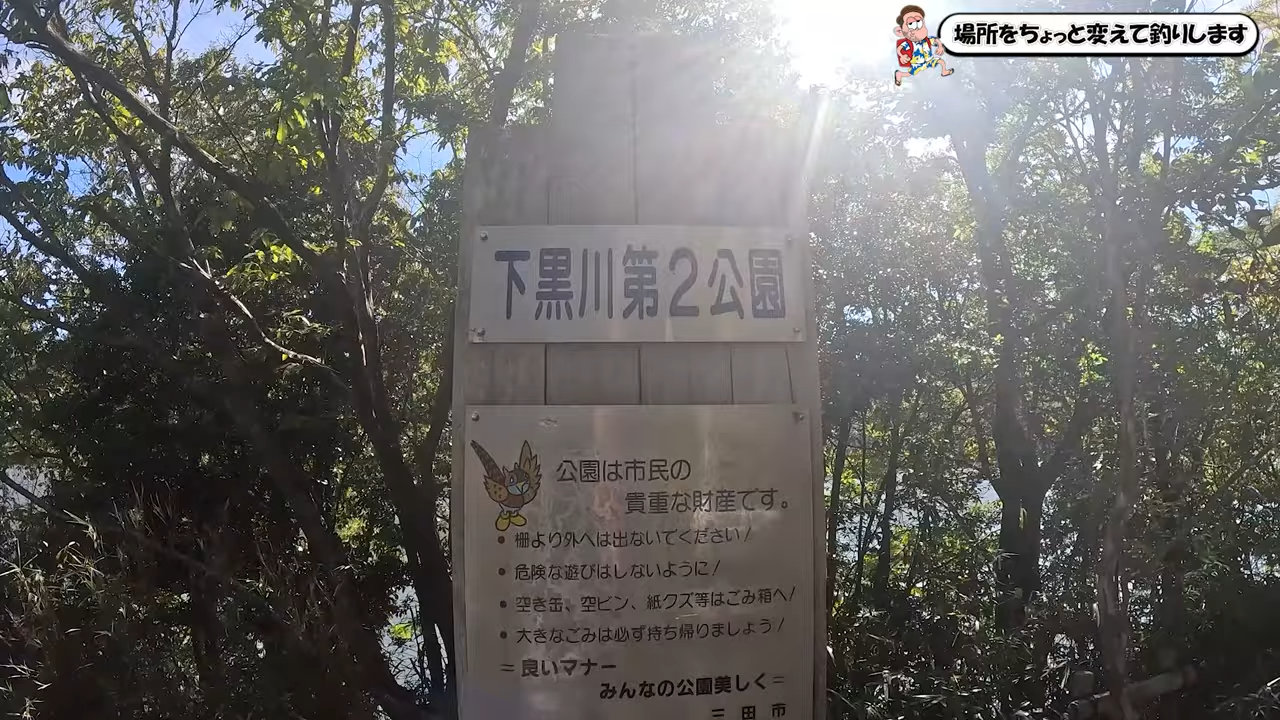 場所をちょっと変えて釣りします
下黒川第2公園
公園は市民の
貴重な財産です。
• 柵より外へは出ないでください/
• 危険な遊びはしないように/
• 空き缶、空ビン、紙クズ等はごみ箱へ/
• 大きなごみは必ず持ち帰りましょう/
=良いマナー
みんなの公園美しく=
三田市